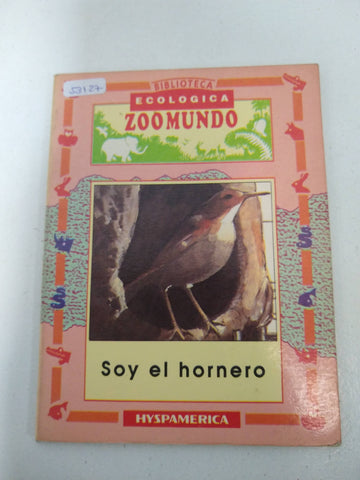 53127
BIBLIOTECA
ECOLOGICA
ZOOMUNDO
Soy el hornero
HYSPAMERICA